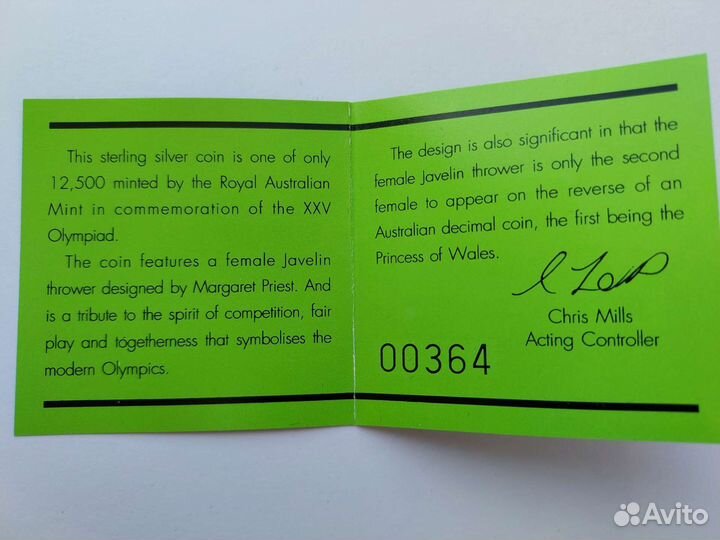 This sterling silver coin is one of only
12,500 minted by the Royal Australian
Mint in commemoration of the XXV
Olympiad.
The coin features a female Javelin
thrower designed by Margaret Priest. And
is a tribute to the spirit of competition, fair
play and togetherness that symbolises the
modern Olympics.
The design is also significant in that the
female Javelin thrower is only the second
female to appear on the reverse of an
Australian decimal coin, the first being the
Princess of Wales.
Chris Mills
Acting Controller
00364
Avito